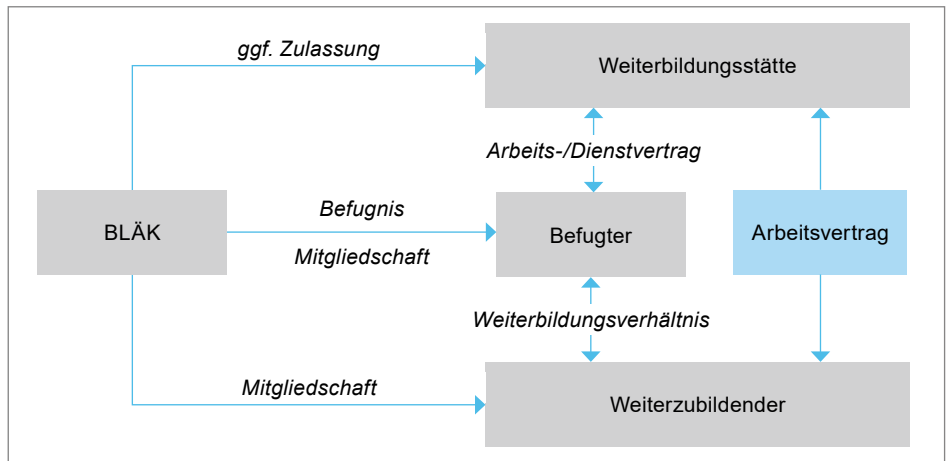 ggf. Zulassung
Weiterbildungsstätte
Arbeits-/Dienstvertrag
BLÄK
Befugnis
Mitgliedschaft
Befugter
Arbeitsvertrag
Weiterbildungsverhältnis
Mitgliedschaft
Weiterzubildender